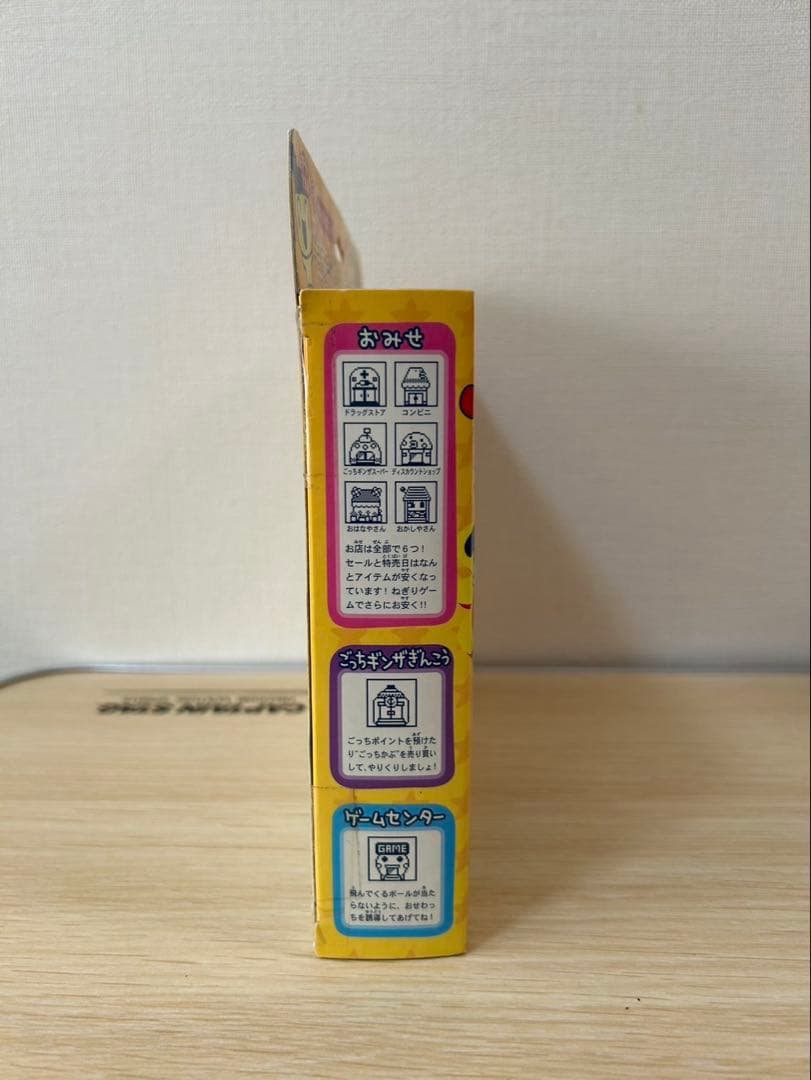 おみせ
ドラッグストア
コンビニ
ごっちギンザスーパー
ディスカウントショップ
おはなやさん
おかしやさん
お店は全部で6つ!
セールと特売日はなん
とアイテムが安くなっ
ています!ねぎりゲー
ムでさらにお安く!!
ごっちギンザぎんこう
ごっちポイントを預けた
り"ごっちかぶ"を売り買い
して、やりくりしましょ!
ゲームセンター
GAME
飛んでくるボールが当た
らないように、おせわっ
ちを誘導してあげてね!
CAPTAIN STAG